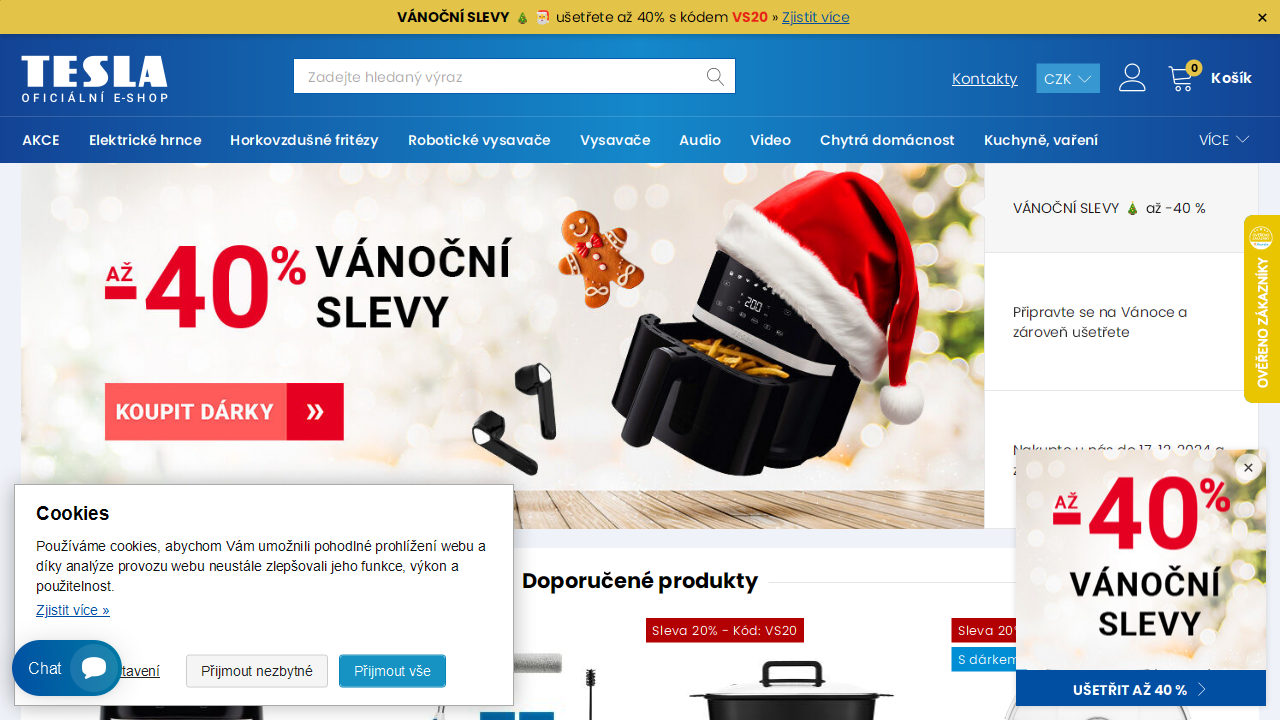 VÁNOČNÍ SLEVY 🎄 🎅 ušetřete až 40% s kódem VS20 » Zjistit více
×
TESLA
OFICIÁLNÍ E-SHOP
Zadejte hledaný výraz
Kontakty
CZK
0
Košík
AKCE
Elektrické hrnce
Horkovzdušné fritézy
Robotické vysavače
Vysavače
Audio
Video
Chytrá domácnost
Kuchyně, vaření
VÍCE
AŽ
-40%
VÁNOČNÍ
SLEVY
KOUPIT DÁRKY »
200
VÁNOČNÍ SLEVY 🎄 až -40 %
Připravte se na Vánoce a
zároveň ušetřete
Nakupte u nás do 17. 12. 2024 a
OVĚŘENO ZÁKAZNÍKY
×
AŽ
-40%
VÁNOČNÍ
SLEVY
UŠETŘIT AŽ 40 %
Doporučené produkty
Sleva 20% - Kód: VS20
Sleva 20%
S dárkem
Cookies
Používáme cookies, abychom Vám umožnili pohodlné prohlížení webu a
díky analýze provozu webu neustále zlepšovali jeho funkce, výkon a
použitelnost.
Zjistit více »
Chat
tavení
Přijmout nezbytné
Přijmout vše